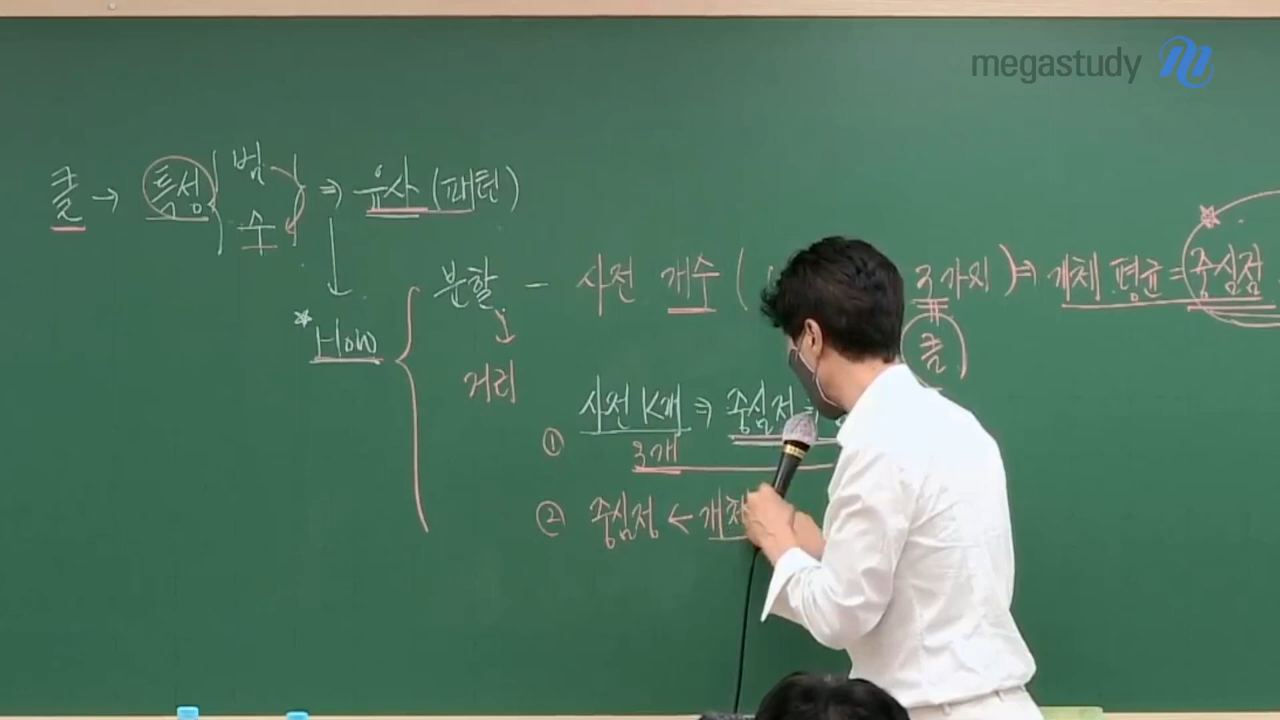 megastudy
클 → 특성 { 범 수 } ⇒ 유사 (패턴)
분할 - 사전 개수 ( 3가지 ) ⇒ 개체 평균 = 중심점
☆ How
클
거리
① 사전 K개 ⇒ 중심점
3개
② 중심점 ← 개체